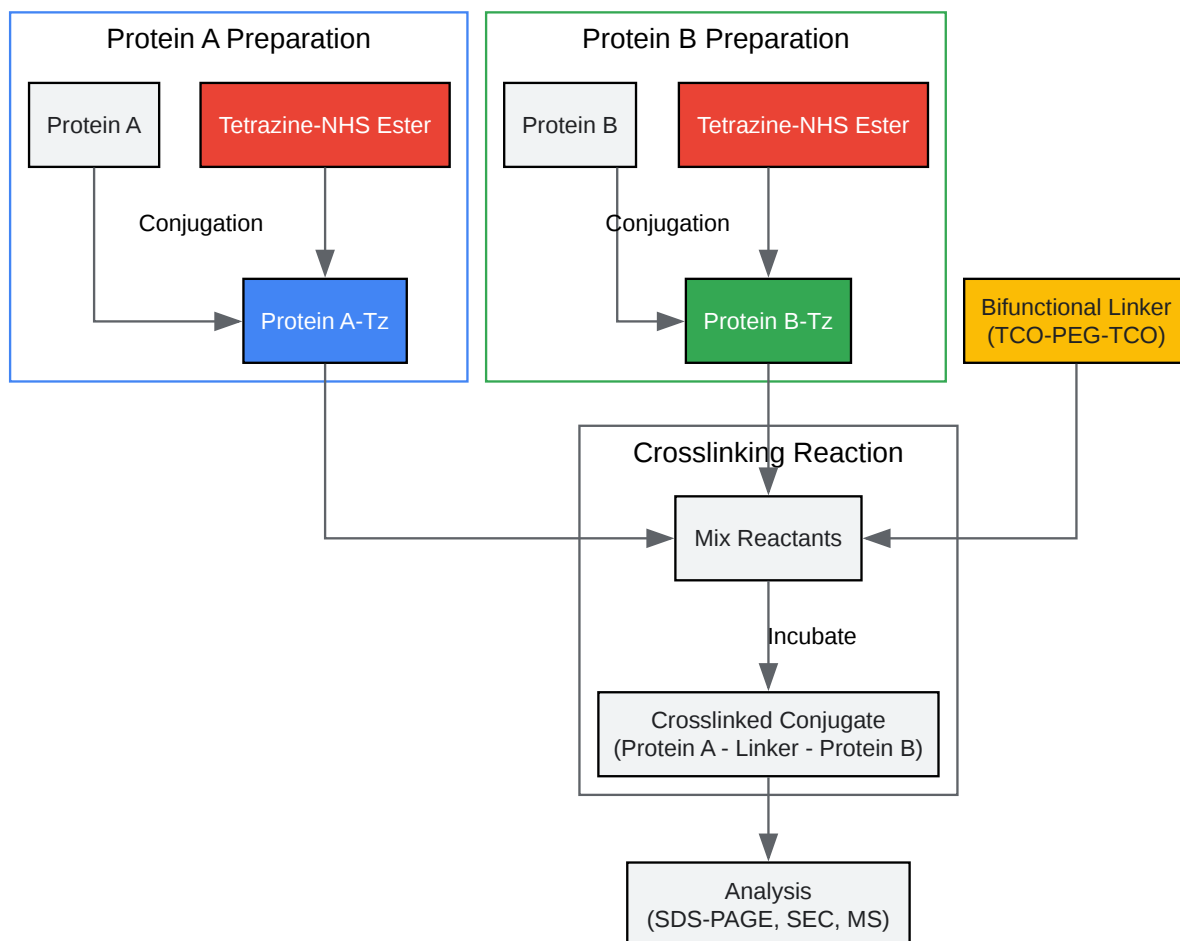 Protein A Preparation
Protein B Preparation
Protein A
Tetrazine-NHS Ester
Protein B
Tetrazine-NHS Ester
Conjugation
Conjugation
Protein A-Tz
Protein B-Tz
Bifunctional Linker
(TCO-PEG-TCO)
Crosslinking Reaction
Mix Reactants
Incubate
Crosslinked Conjugate
(Protein A - Linker - Protein B)
Analysis
(SDS-PAGE, SEC, MS)